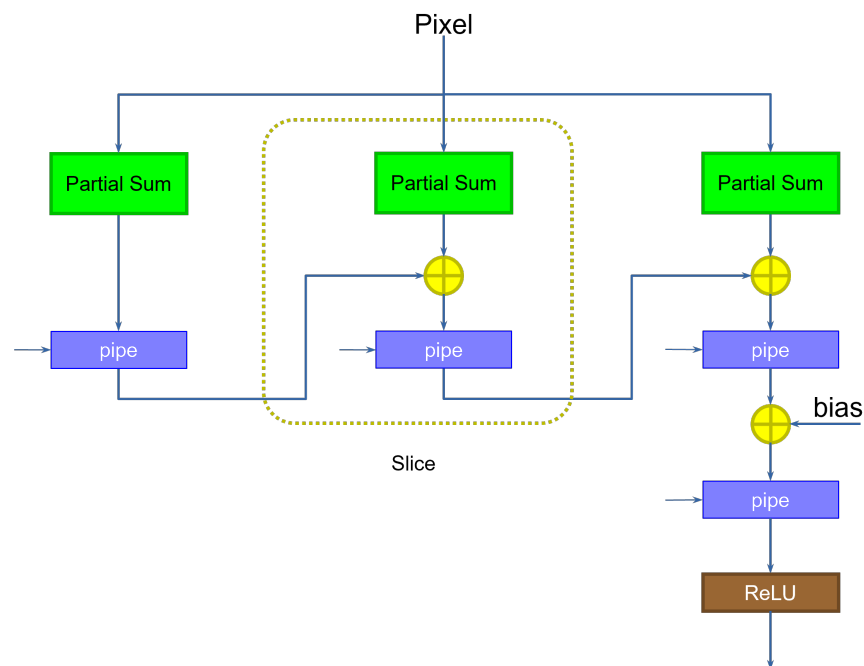 Pixel
Partial Sum
Partial Sum
Partial Sum
pipe
pipe
pipe
bias
Slice
pipe
ReLU